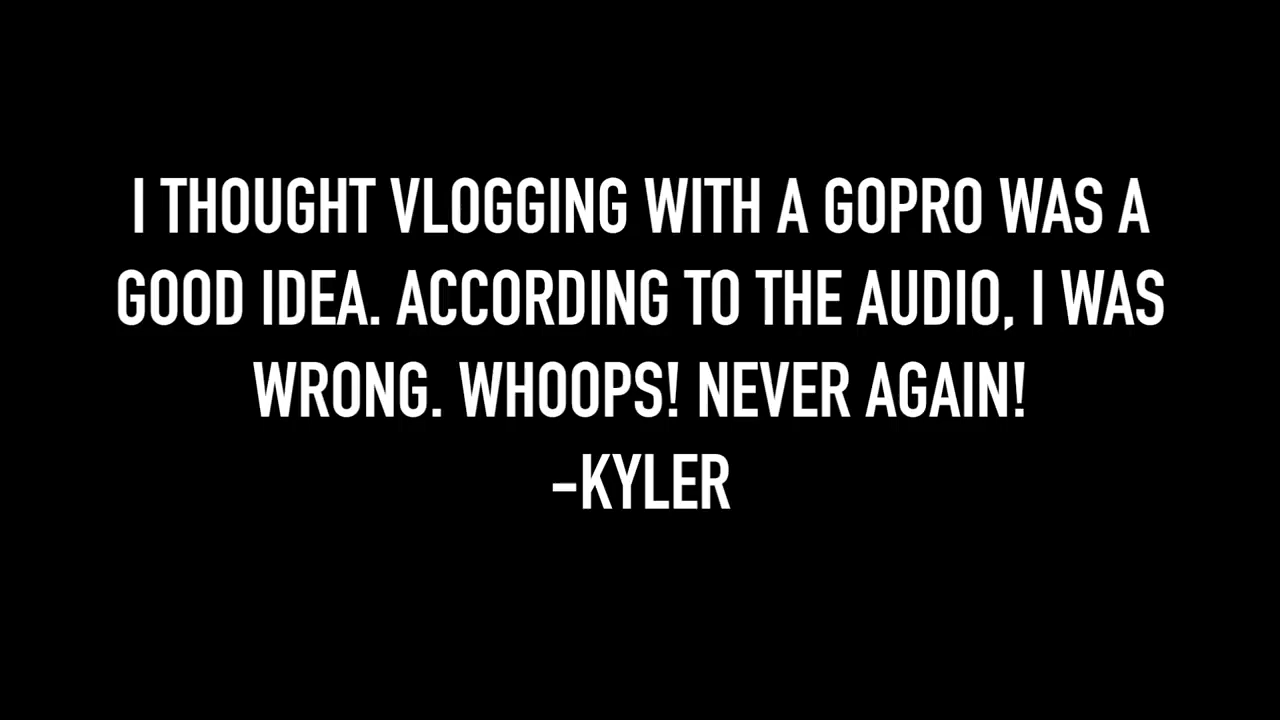 I THOUGHT VLOGGING WITH A GOPRO WAS A
GOOD IDEA. ACCORDING TO THE AUDIO, I WAS
WRONG. WHOOPS! NEVER AGAIN!
-KYLER